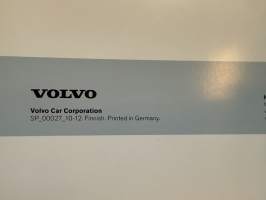 VOLVO
Volvo Car Corporation
SP_00027_10-12. Finnish. Printed in Germany.